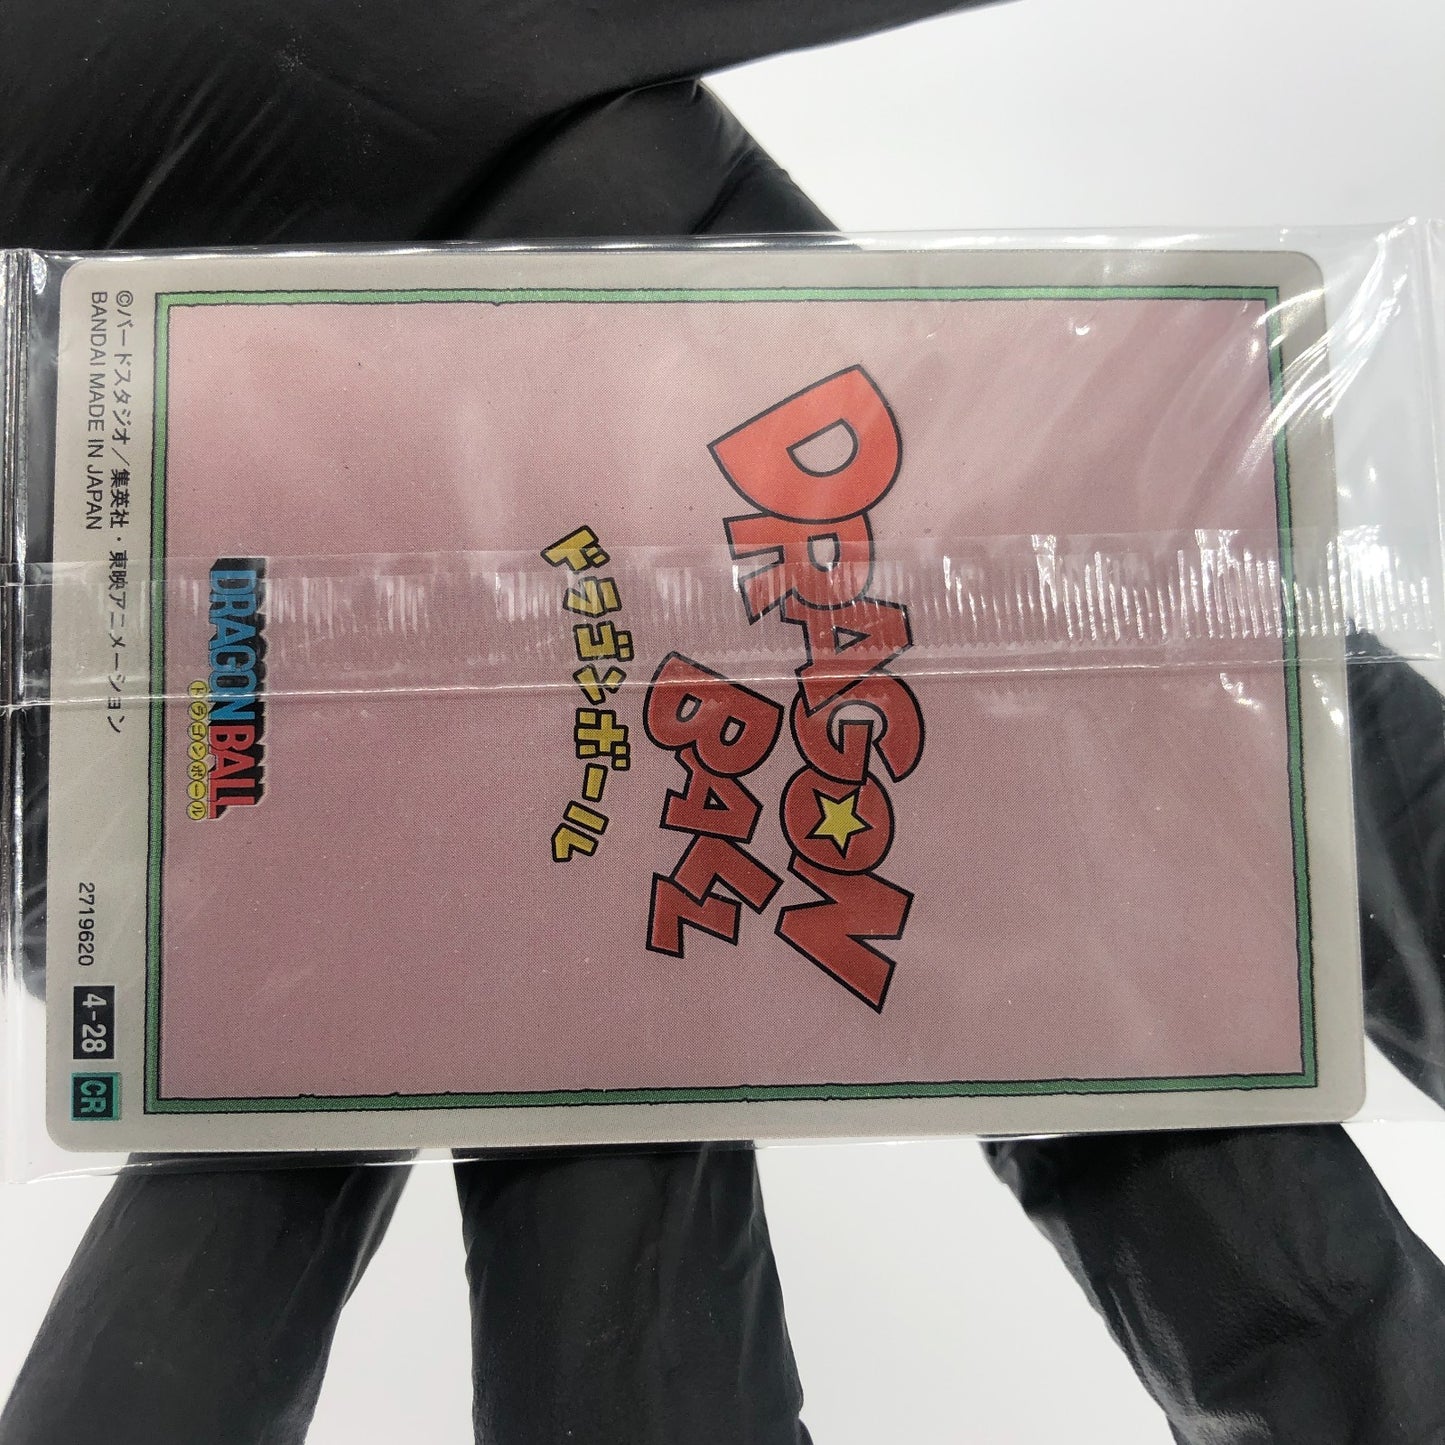 DRAGON
BALL
ドラゴンボール
DRAGON BALL
ドラゴンボール
©バードスタジオ／集英社・東映アニメーション
BANDAI MADE IN JAPAN
2719620 4-28 CR